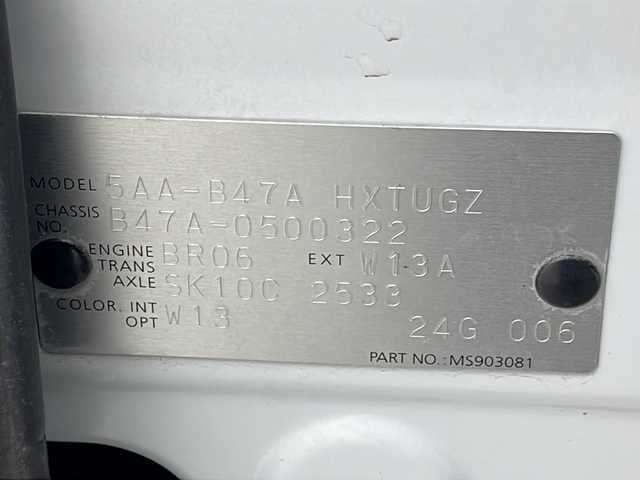 MODEL 5AA-B47A HXTUGZ
CHASSIS NO. B47A-0500322
ENGINE BR06 EXT W13A
TRANS AXLE SK10C 2533
COLOR. INT OPT W13 24G 006
PART NO.:MS903081